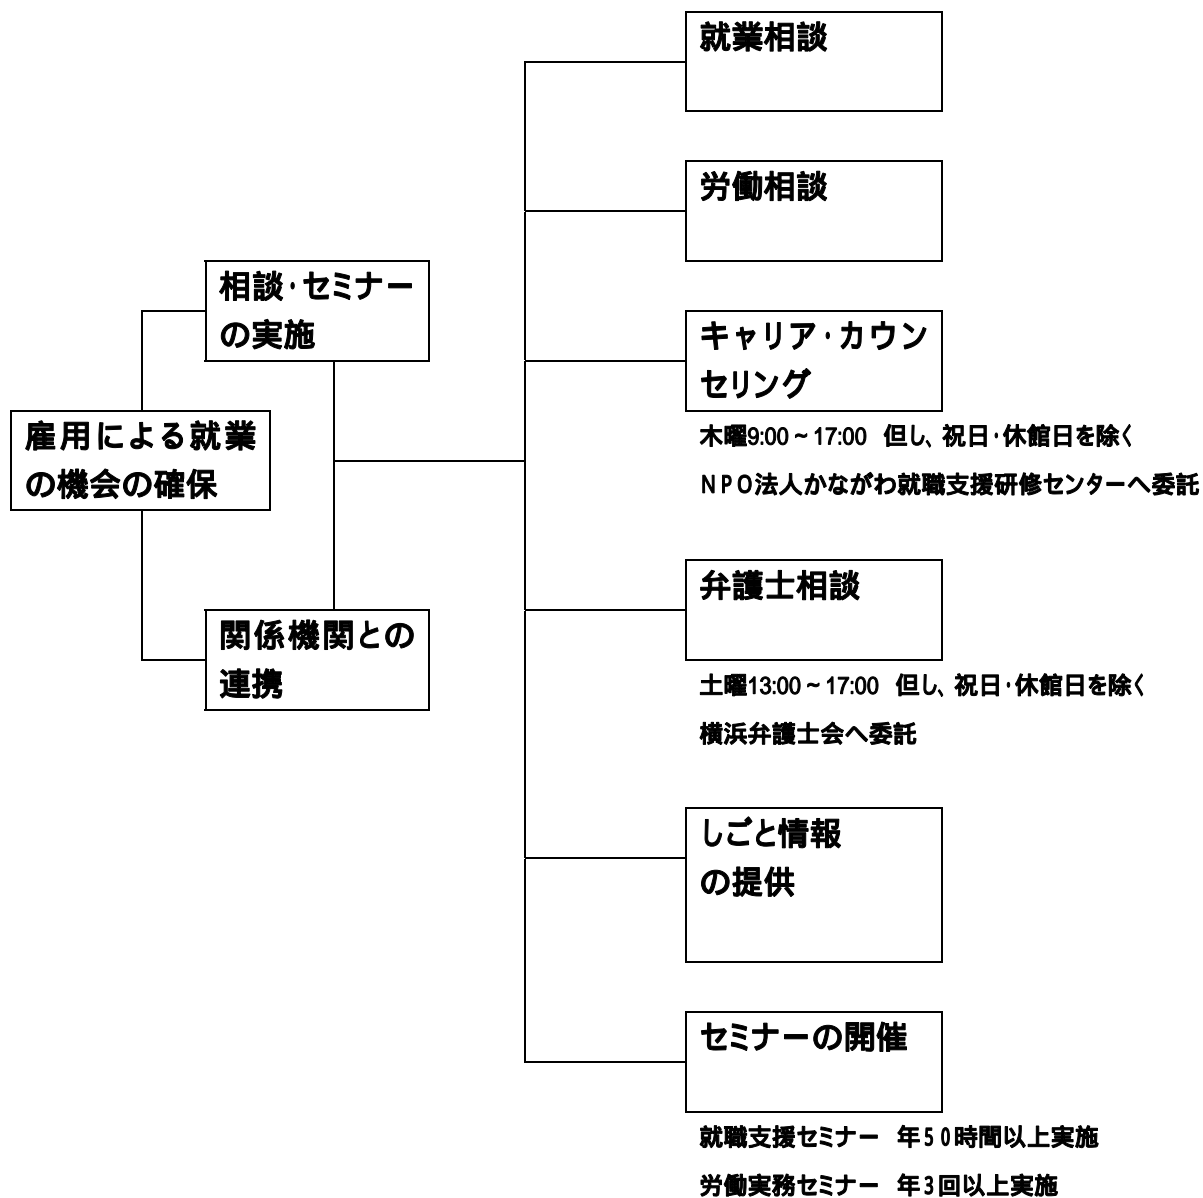 雇用による就業
の機会の確保
相談・セミナー
の実施
関係機関との
連携
就業相談
労働相談
キャリア・カウン
セリング
木曜9:00～17:00 但し、祝日・休館日を除く
NPO法人かながわ就職支援研修センターへ委託
弁護士相談
土曜13:00～17:00 但し、祝日・休館日を除く
横浜弁護士会へ委託
しごと情報
の提供
セミナーの開催
就職支援セミナー 年50時間以上実施
労働実務セミナー 年3回以上実施